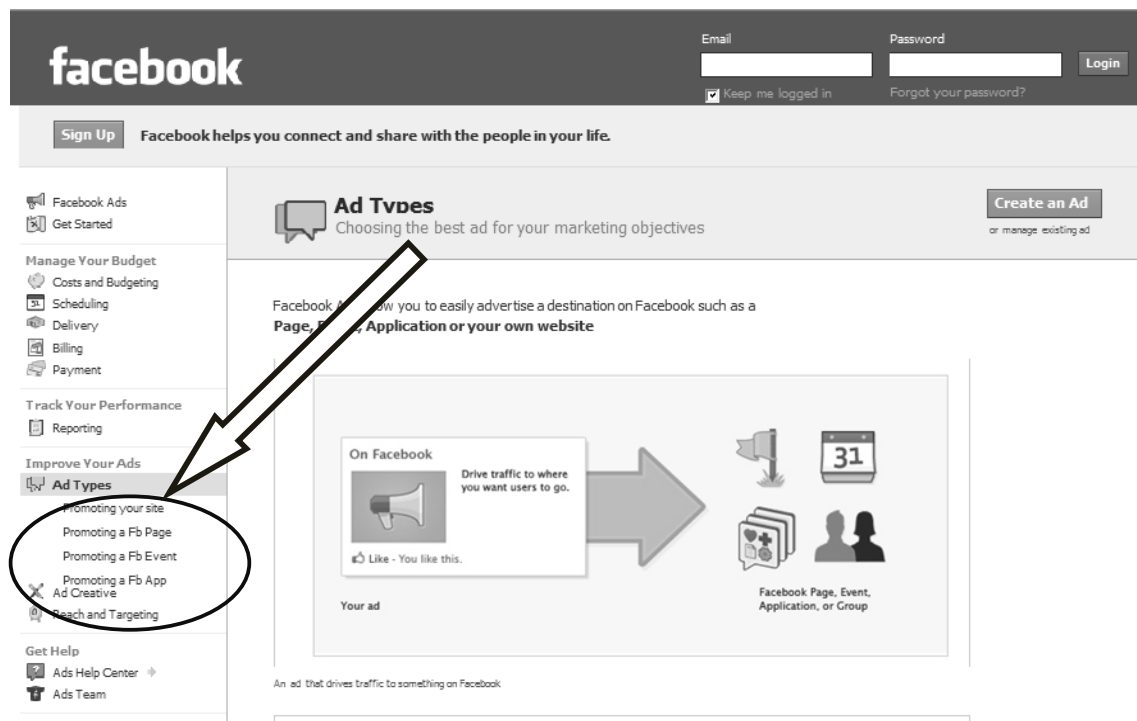 facebook
Email
Password
Login
Keep me logged in
Forgot your password?
Sign Up
Facebook helps you connect and share with the people in your life.
Facebook Ads
Get Started
Manage Your Budget
Costs and Budgeting
31 Scheduling
Delivery
Billing
Payment
Track Your Performance
Reporting
Improve Your Ads
Ad Types
Promoting your site
Promoting a Fb Page
Promoting a Fb Event
Promoting a Fb App
Ad Creative
Reach and Targeting
Get Help
? Ads Help Center
Ads Team
Ad Types
Choosing the best ad for your marketing objectives
Create an Ad
or manage existing ad
Facebook you to easily advertise a destination on Facebook such as a
Page, Application or your own website
On Facebook
Drive traffic to where
you want users to go.
Like - You like this.
Your ad
31
Facebook Page, Event,
Application, or Group
An ad that drives traffic to something on Facebook